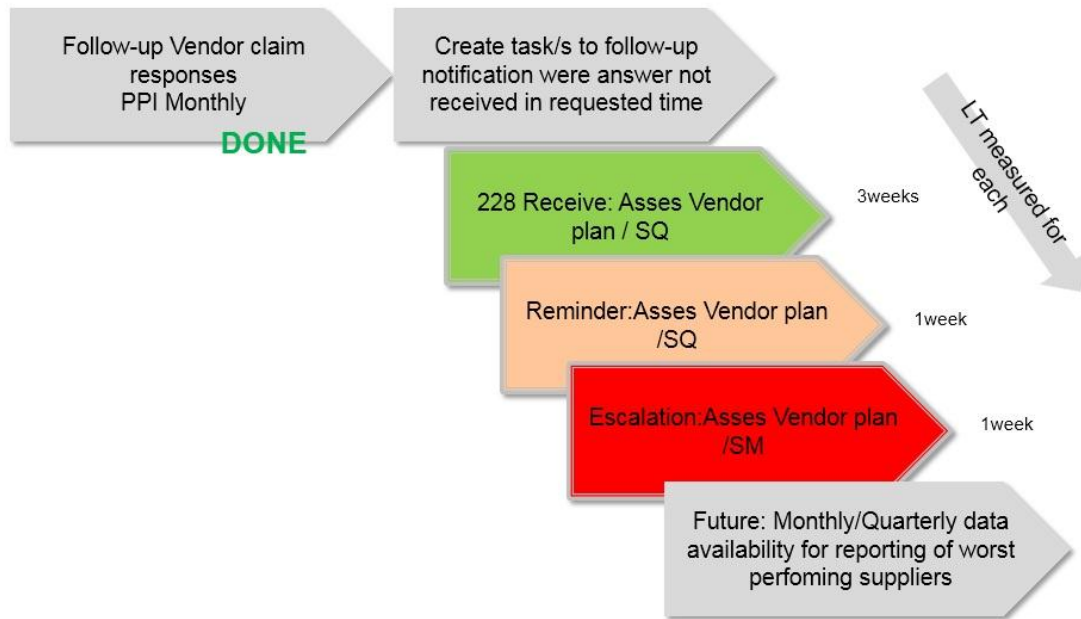 Follow-up Vendor claim
responses
PPI Monthly
DONE
Create task/s to follow-up
notification were answer not
received in requested time
LT measured for
each
228 Receive: Asses Vendor
plan / SQ
3weeks
Reminder:Asses Vendor plan
/SQ
1week
Escalation:Asses Vendor plan
/SM
1week
Future: Monthly/Quarterly data
availability for reporting of worst
perfoming suppliers